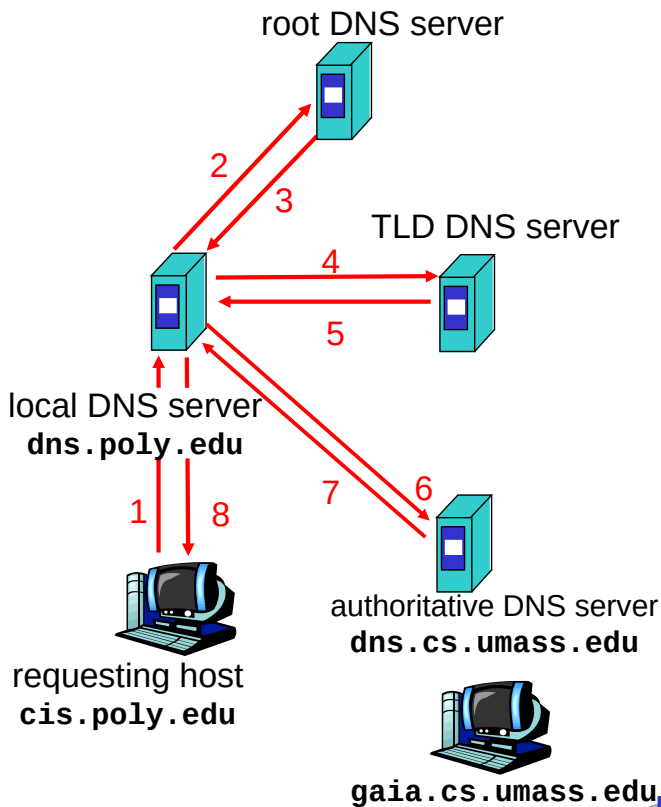 root DNS server
2
3
TLD DNS server
4
5
local DNS server
dns.poly.edu
1
8
7
6
authoritative DNS server
dns.cs.umass.edu
requesting host
cis.poly.edu
gaia.cs.umass.edu